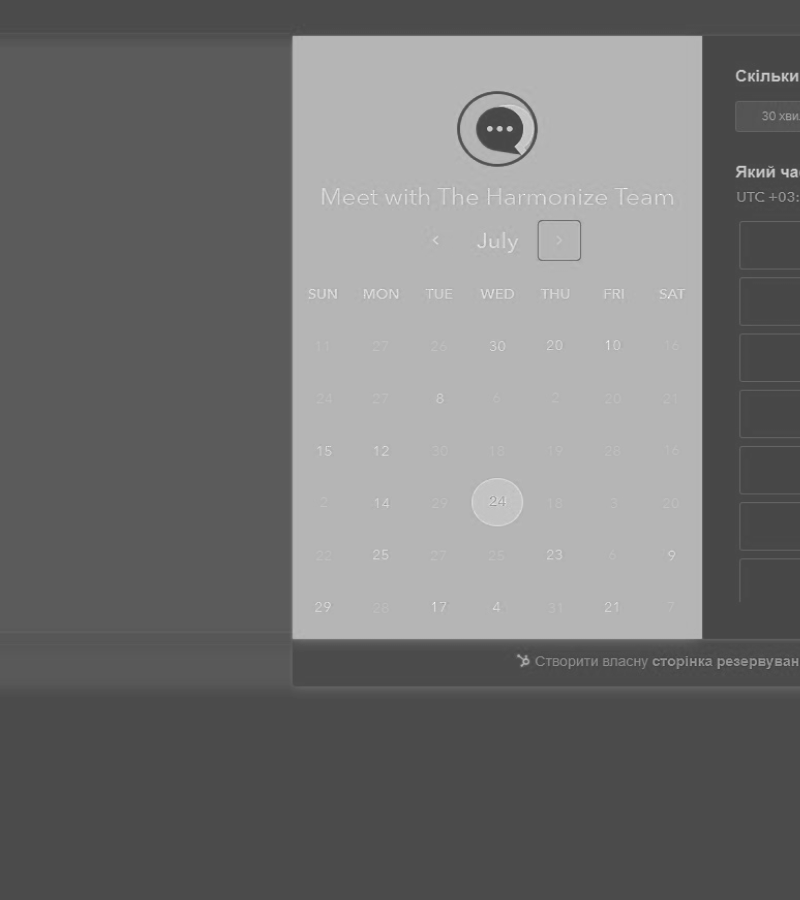 Meet with The Harmonize Team
July
SUN MON TUE WED THU FRI SAT
11 27 26 30 20 10 16
24 27 8 6 2 20 21
15 12 30 18 19 28 16
2 14 29 24 18 3 20
22 25 27 25 23 6 9
29 28 17 4 31 21 7
Створити власну сторінка резервуван
Скільки
30 хви
Який ча
UTC +03: